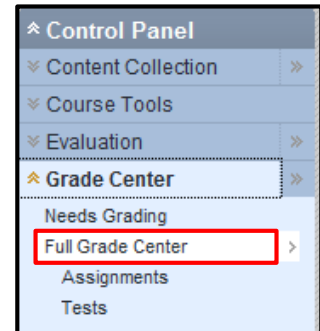 Control Panel
Content Collection
Course Tools
Evaluation
Grade Center
Needs Grading
Full Grade Center
Assignments
Tests